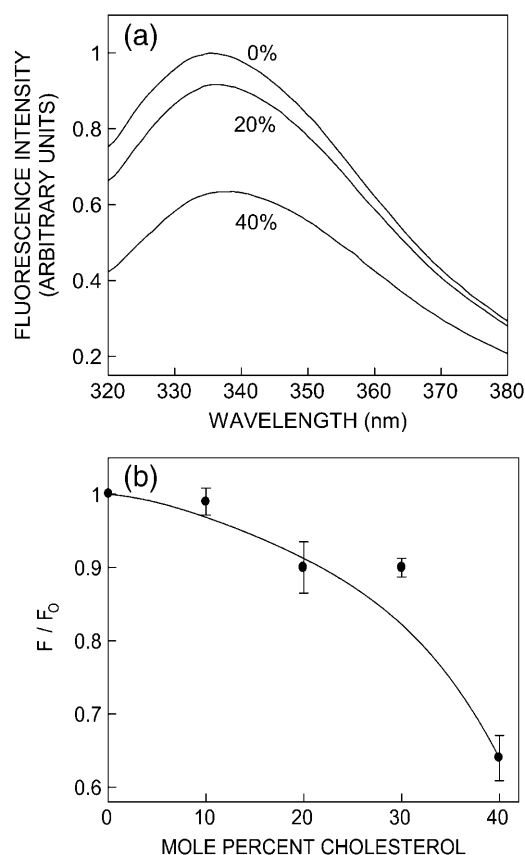 (a)
0%
20%
40%
1
0.8
0.6
0.4
0.2
FLUORESCENCE INTENSITY
(ARBITRARY UNITS)
320 330 340 350 360 370 380
WAVELENGTH (nm)
(b)
1
0.9
0.8
0.7
0.6
F / FO
0 10 20 30 40
MOLE PERCENT CHOLESTEROL